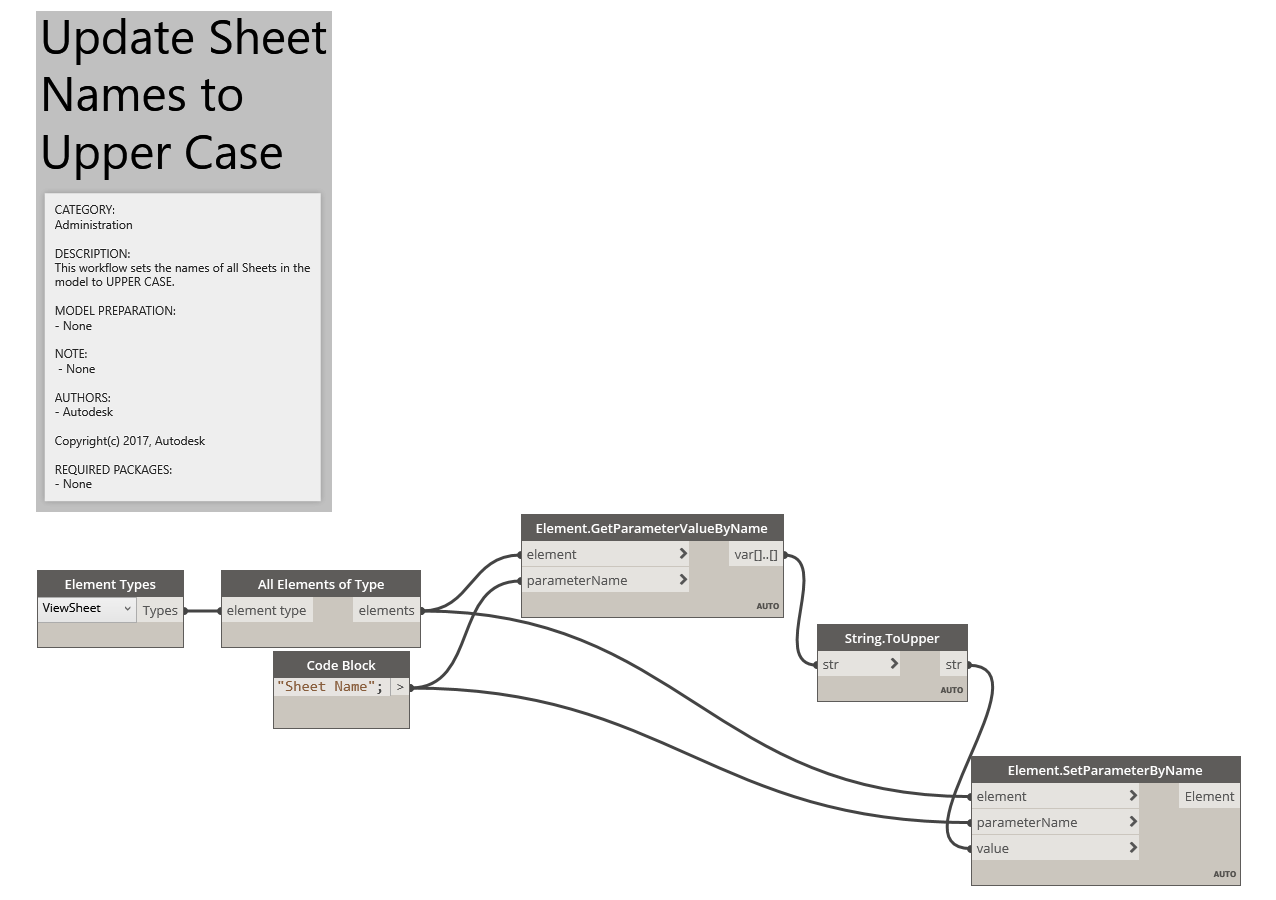 Update Sheet
Names to
Upper Case
CATEGORY:
Administration
DESCRIPTION:
This workflow sets the names of all Sheets in the
model to UPPER CASE.
MODEL PREPARATION:
- None
NOTE:
- None
AUTHORS:
- Autodesk
Copyright(c) 2017, Autodesk
REQUIRED PACKAGES:
- None
Element Types
ViewSheet
Types
All Elements of Type
element type
elements
Code Block
"Sheet Name";
>
Element.GetParameterValueByName
element
var[]..[]
parameterName
AUTO
String.ToUpper
str
str
AUTO
Element.SetParameterByName
element
Element
parameterName
value
AUTO